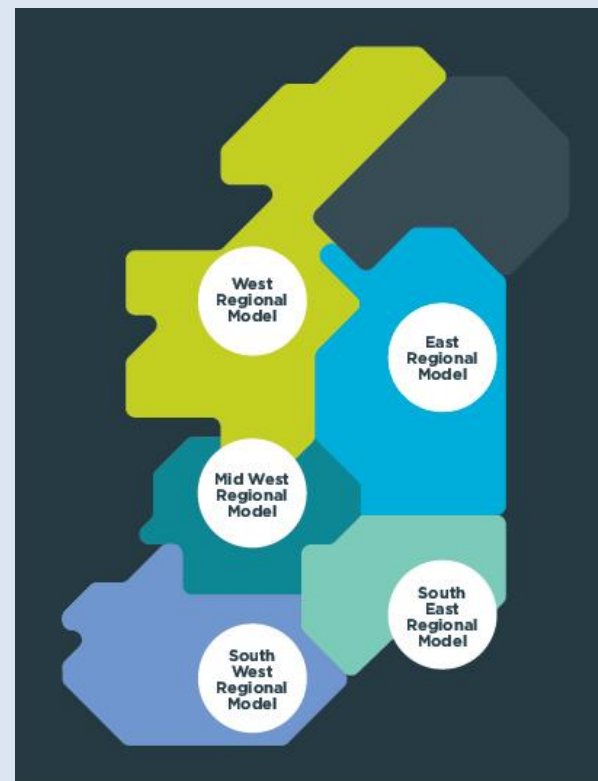 West
Regional
Model
East
Regional
Model
Mid West
Regional
Model
South
East
Regional
Model
South
West
Regional
Model